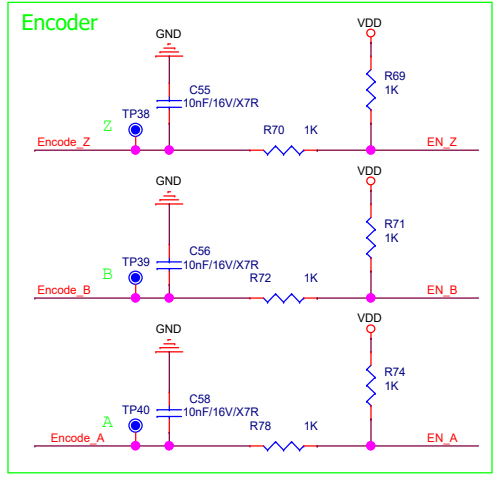 Encoder
GND
VDD
C55
10nF/16V/X7R
R69
1K
TP38
Z
R70 1K
Encode_Z
EN_Z
GND
VDD
C56
10nF/16V/X7R
R71
1K
TP39
B
R72 1K
Encode_B
EN_B
GND
VDD
C58
10nF/16V/X7R
R74
1K
TP40
A
R78 1K
Encode_A
EN_A